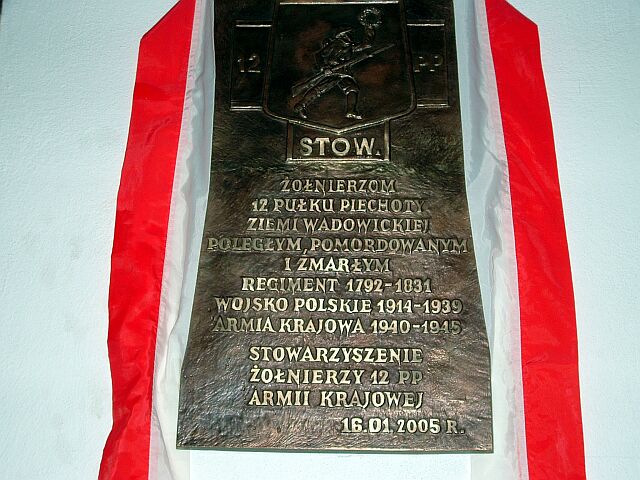 12 PP
STOW.
ŻOŁNIERZOM
12 PUŁKU PIECHOTY
ZIEMI WADOWICKIEJ
POLEGŁYM, POMORDOWANYM
I ZMARŁYM
REGIMENT 1792-1831
WOJSKO POLSKIE 1914-1939
ARMIA KRAJOWA 1940-1945
STOWARZYSZENIE
ŻOŁNIERZY 12 PP
ARMII KRAJOWEJ
16.01.2005 R.